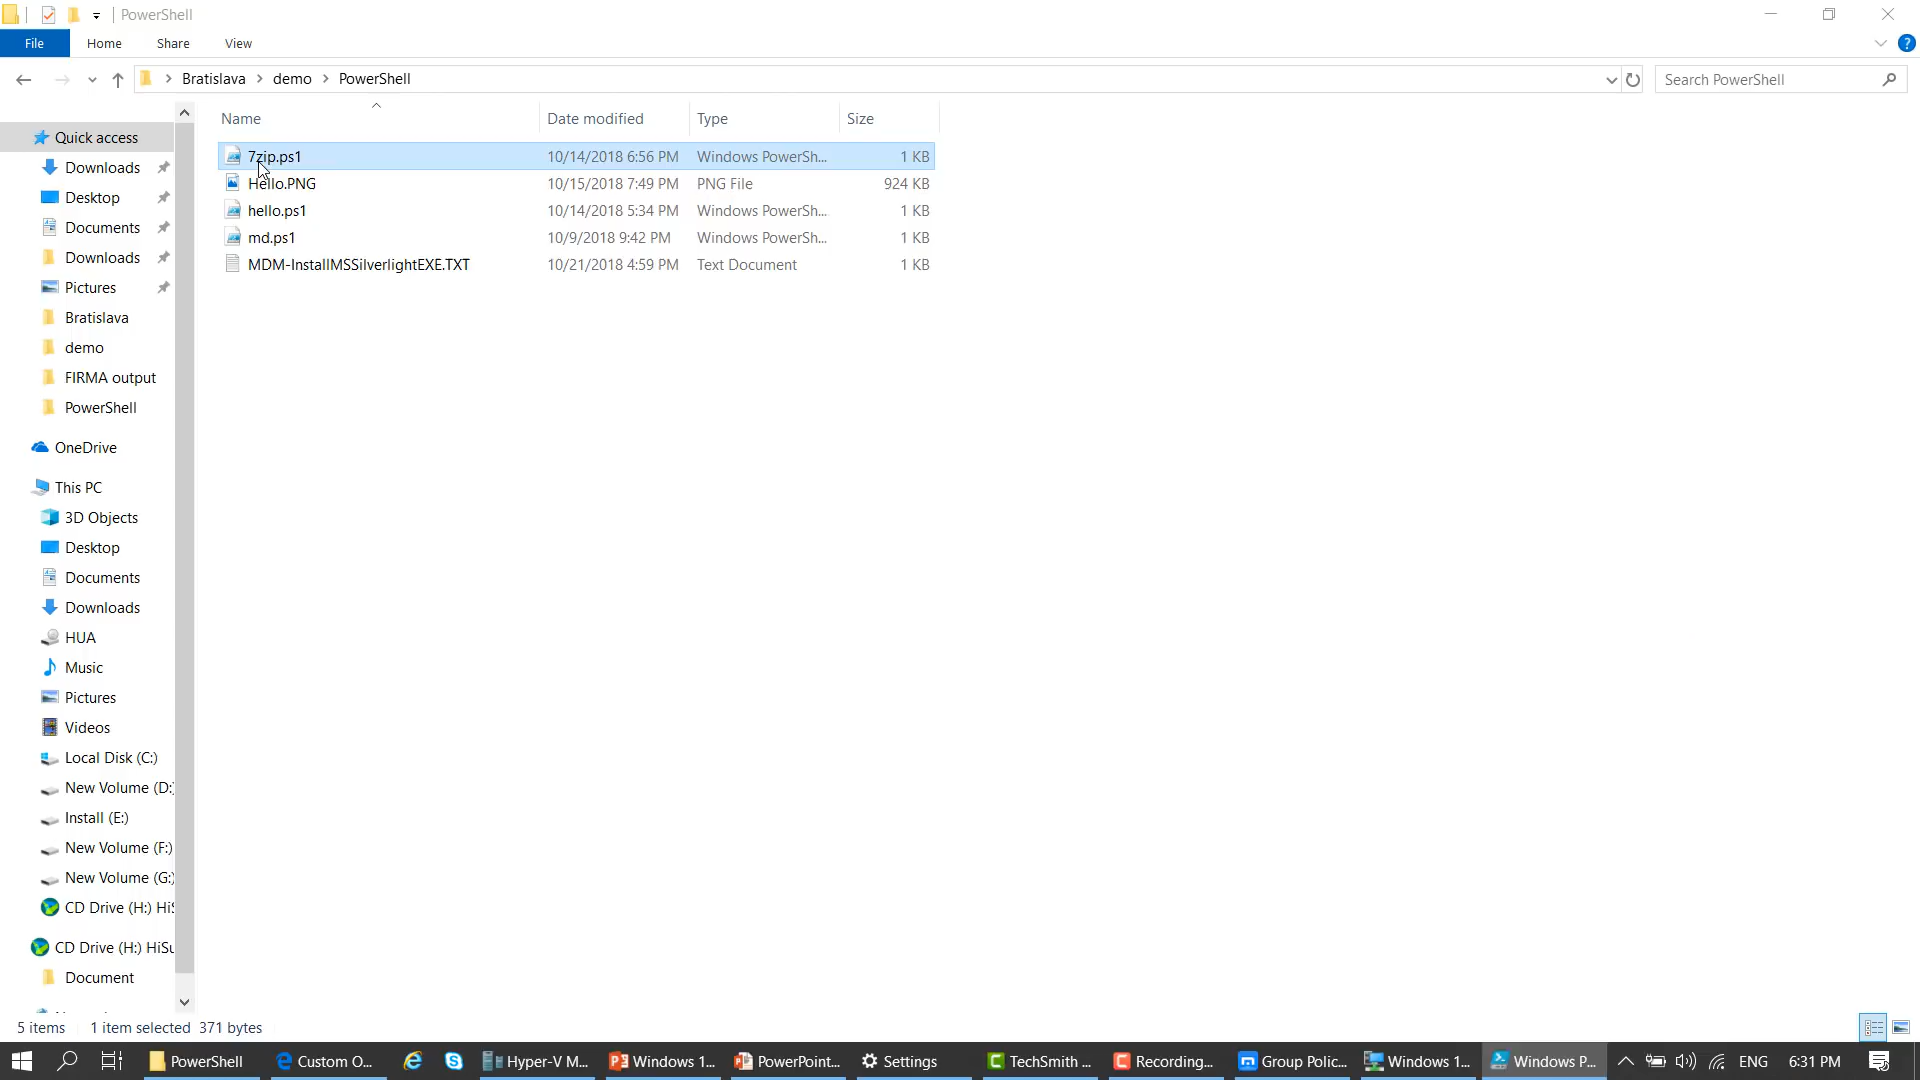 PowerShell
File Home Share View
Bratislava demo PowerShell
Search PowerShell
Name Date modified Type Size
7zip.ps1 10/14/2018 6:56 PM Windows PowerSh... 1 KB
Hello.PNG 10/15/2018 7:49 PM PNG File 924 KB
hello.ps1 10/14/2018 5:34 PM Windows PowerSh... 1 KB
md.ps1 10/9/2018 9:42 PM Windows PowerSh... 1 KB
MDM-InstallMSSilverlightEXE.TXT 10/21/2018 4:59 PM Text Document 1 KB
Quick access
Downloads
Desktop
Documents
Downloads
Pictures
Bratislava
demo
FIRMA output
PowerShell
OneDrive
This PC
3D Objects
Desktop
Documents
Downloads
HUA
Music
Pictures
Videos
Local Disk (C:)
New Volume (D:)
Install (E:)
New Volume (F:)
New Volume (G:)
CD Drive (H:) HiS
CD Drive (H:) HiSu
Document
5 items 1 item selected 371 bytes
PowerShell Custom O... Hyper-V M... Windows 1... PowerPoint... Settings TechSmith ... Recording... Group Polic... Windows 1... Windows P... ENG 6:31 PM